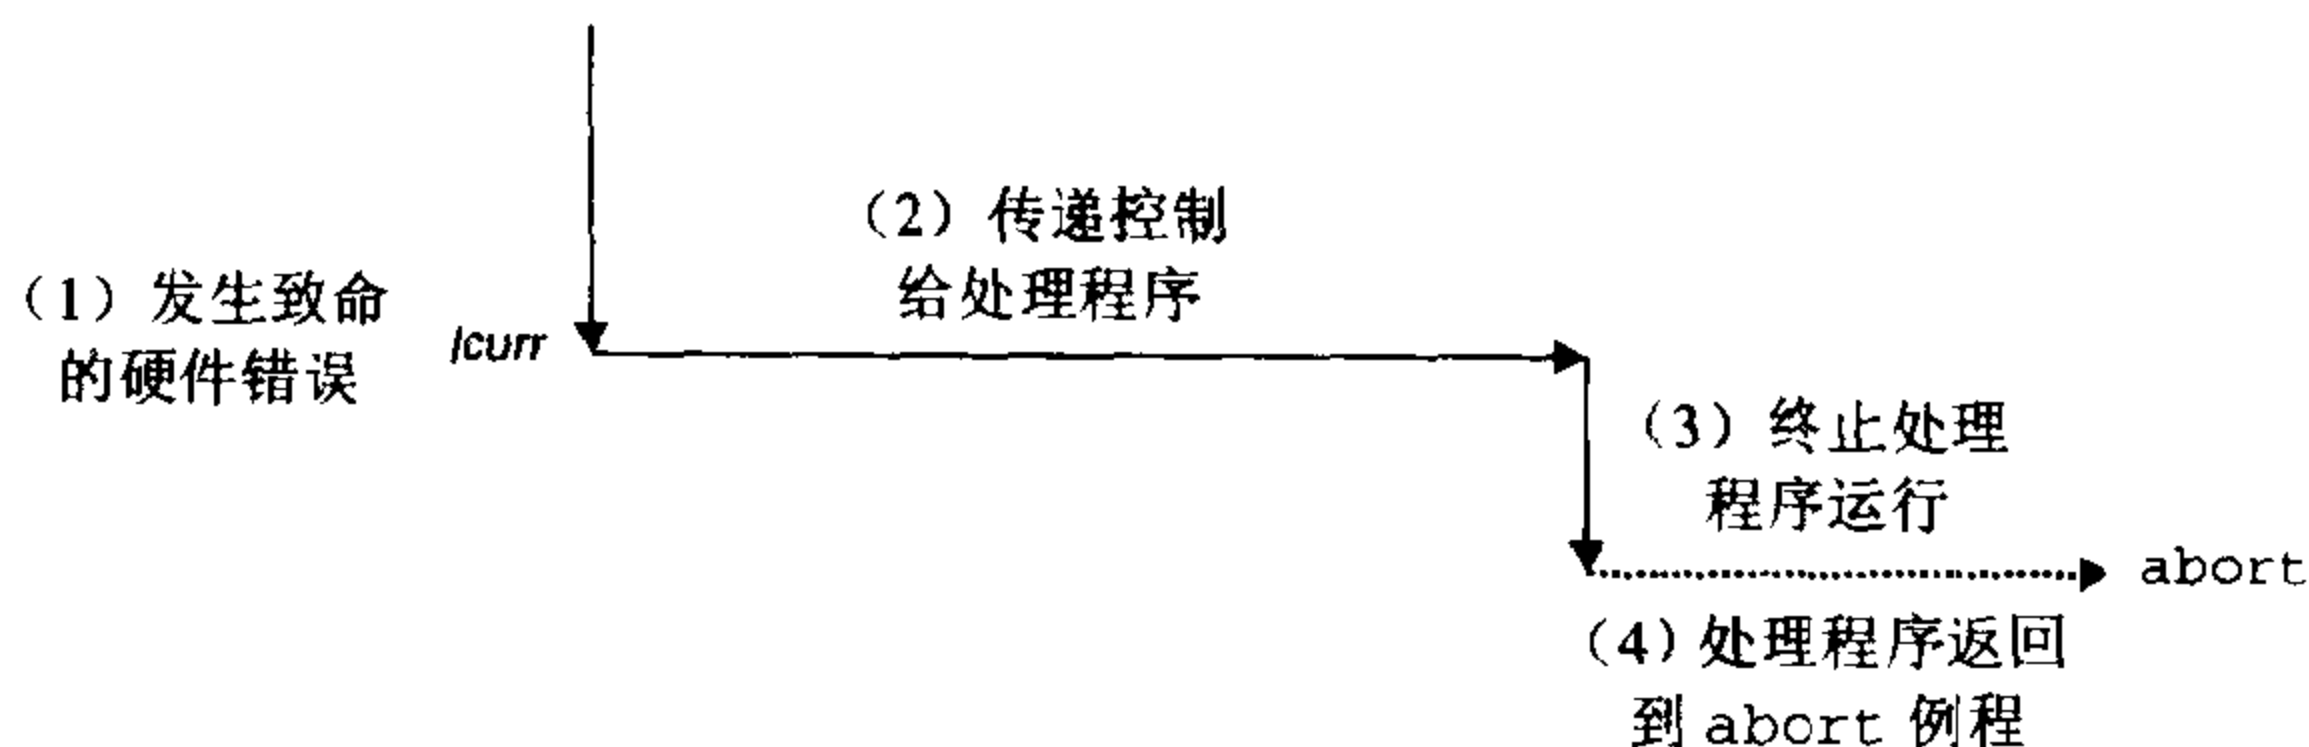 （2）传递控制
给处理程序
（1）发生致命
的硬件错误
Icurr
（3）终止处理
程序运行
abort
（4）处理程序返回
到 abort 例程